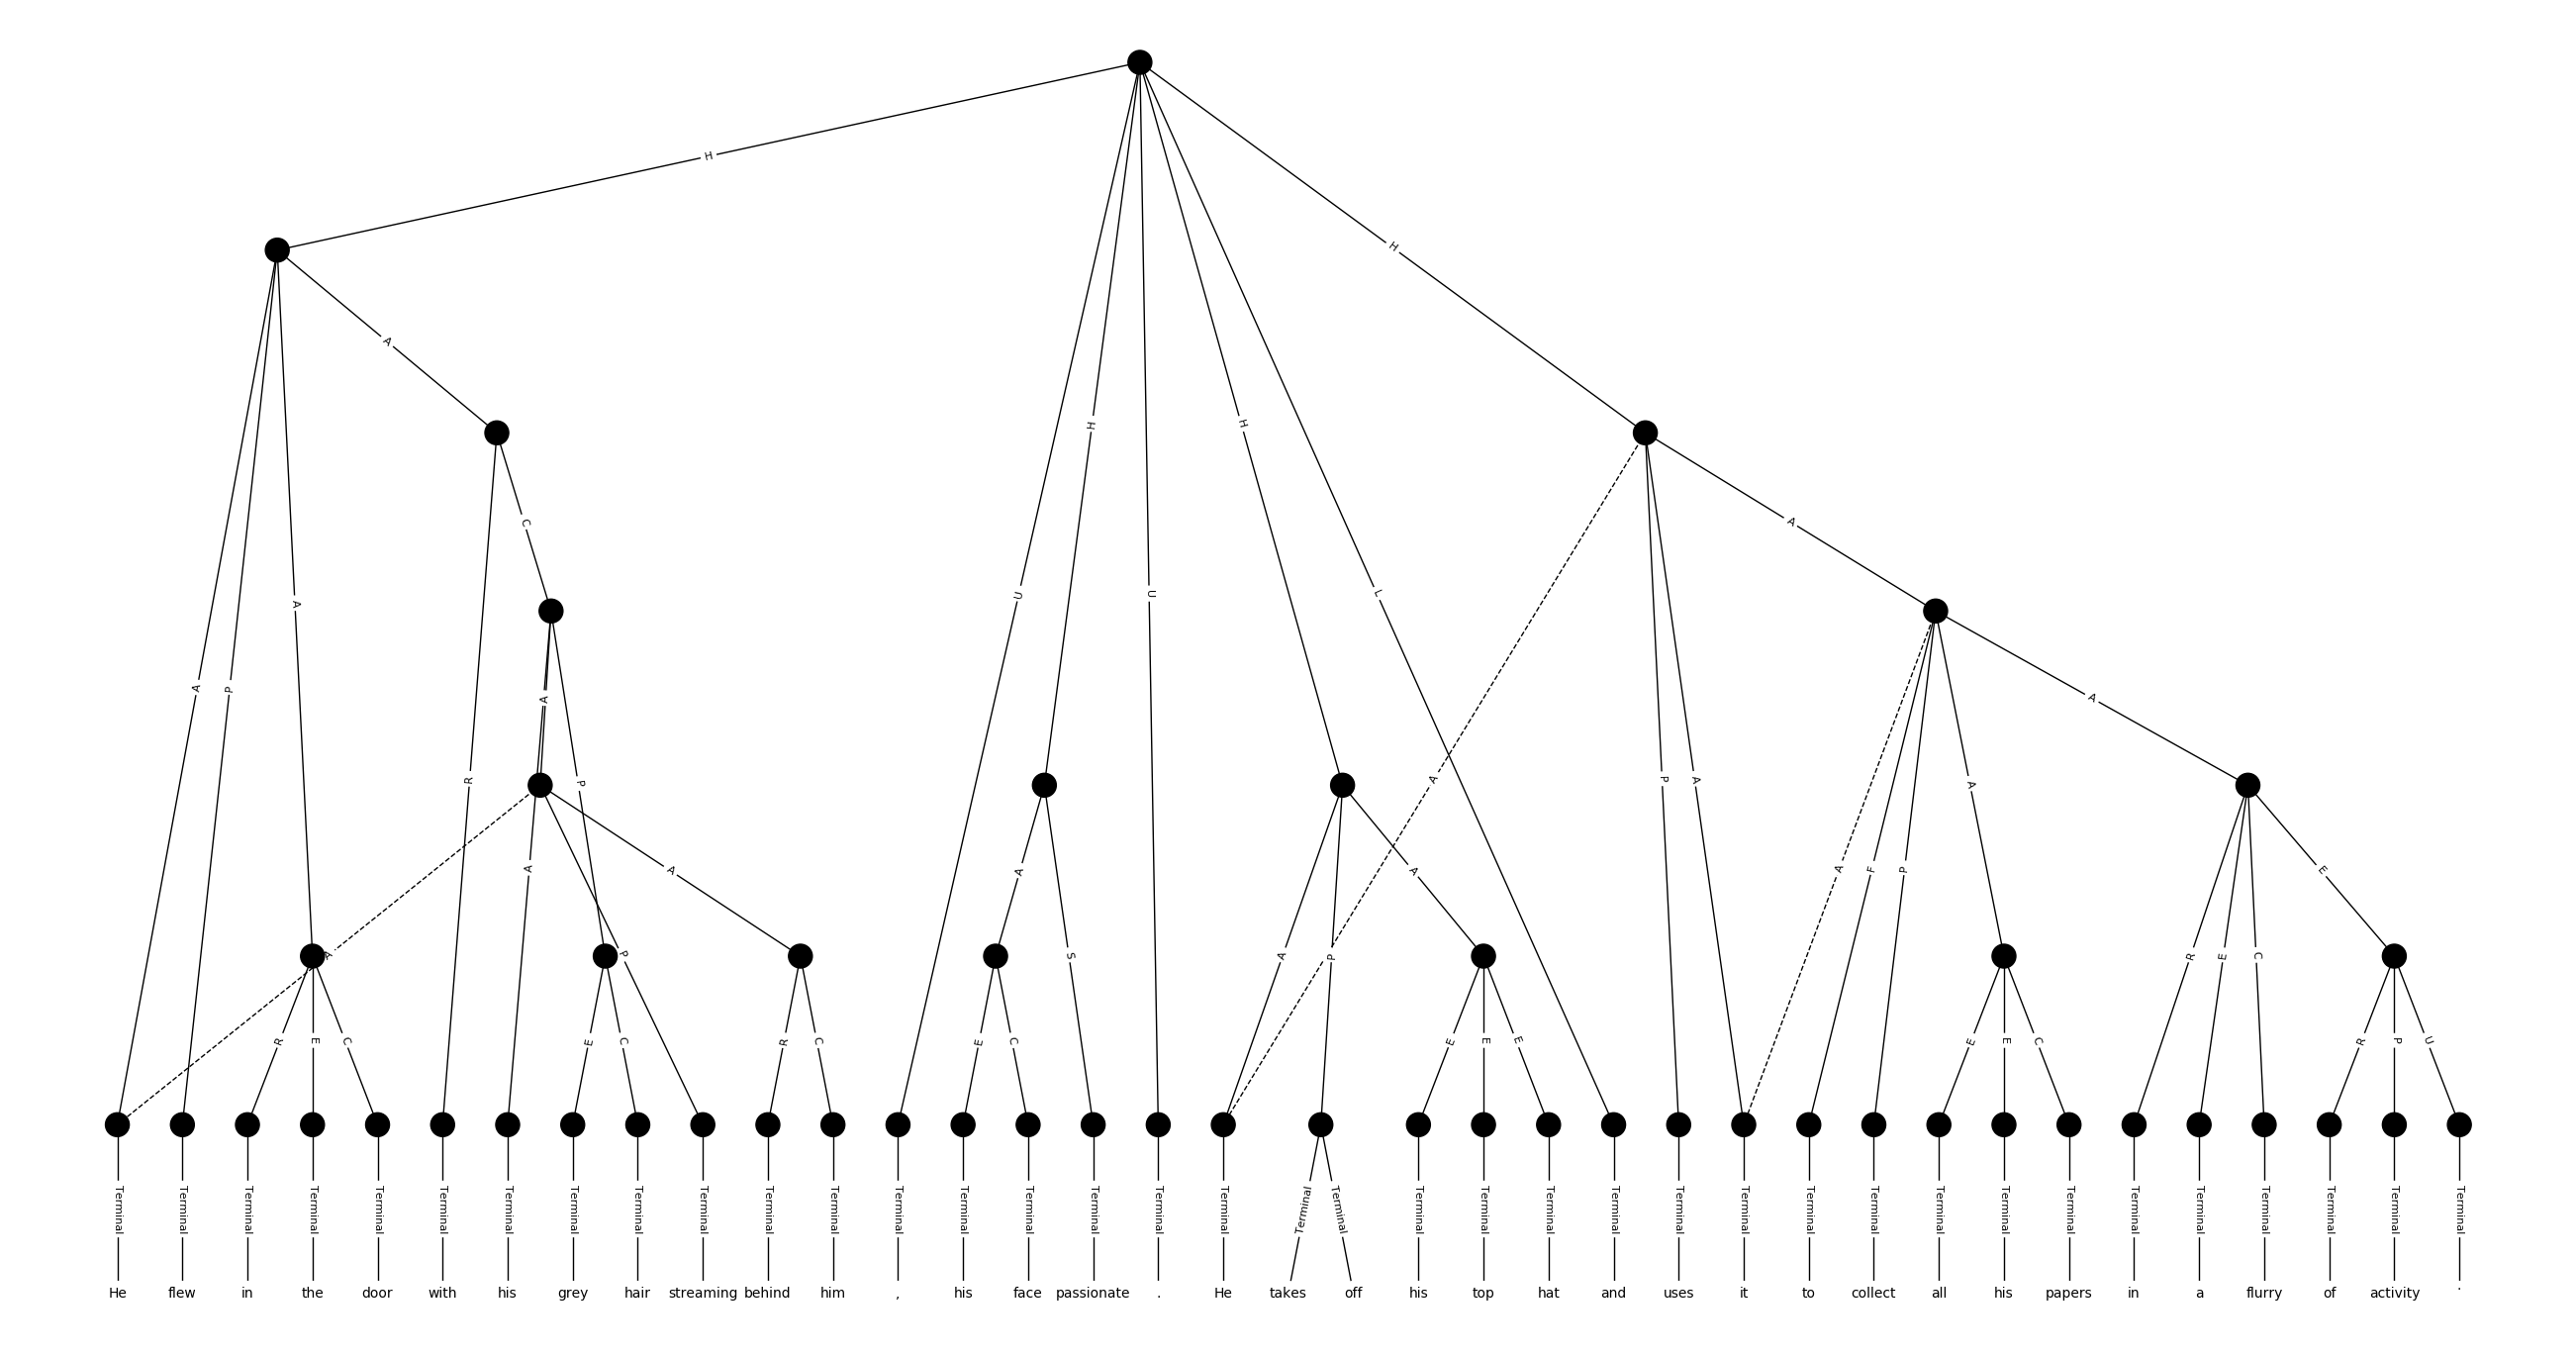 H
H
A
H
H
A
C
A
U
U
L
A
A
P
A
A
R
P
A
P
A
A
A
F
P
A
A
A
A
E
A
P
A
S
A
P
R
E
C
R
E
C
E
C
R
C
E
C
E
E
E
E
E
C
R
P
U
Terminal Terminal Terminal Terminal Terminal Terminal Terminal Terminal Terminal Terminal Terminal Terminal Terminal Terminal Terminal Terminal Terminal Terminal Terminal Terminal Terminal Terminal Terminal Terminal Terminal Terminal Terminal Terminal Terminal Terminal Terminal Terminal Terminal Terminal Terminal Terminal Terminal
He flew in the door with his grey hair streaming behind him , his face passionate . He takes off his top hat and uses it to collect all his papers in a flurry of activity .